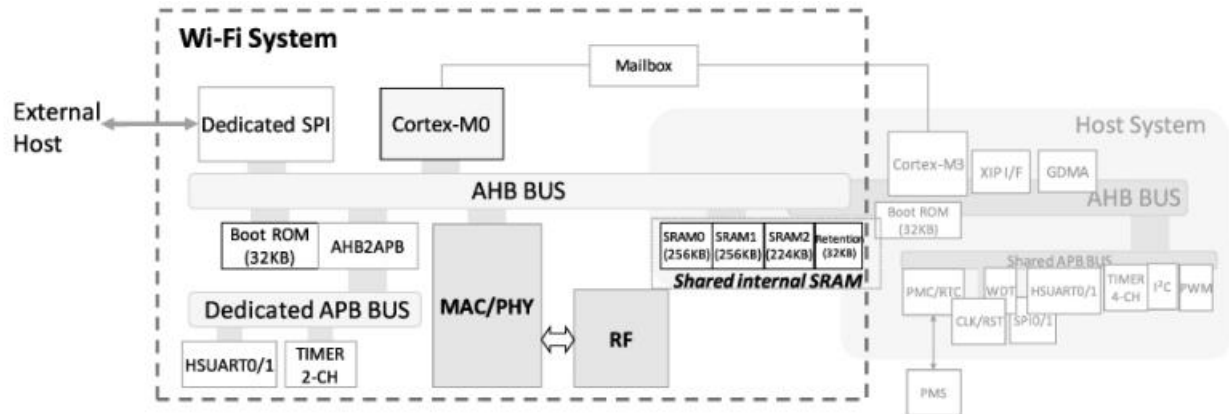 Wi-Fi System
Mailbox
External
Host
Dedicated SPI
Cortex-M0
Host System
Cortex-M3
XIP I/F
GDMA
AHB BUS
AHB BUS
Boot ROM
(32KB)
AHB2APB
SRAM0
(256KB)
SRAM1
(256KB)
SRAM2
(224KB)
Retention
(32KB)
Shared internal SRAM
Boot ROM
(32KB)
Shared APB BUS
Dedicated APB BUS
MAC/PHY
RF
HSUART0/1
TIMER
2-CH
PMC/RTC
WDT
HSUART0/1
TIMER
4-CH
I²C
PWM
CLK/RST
SPI0/1
PMS